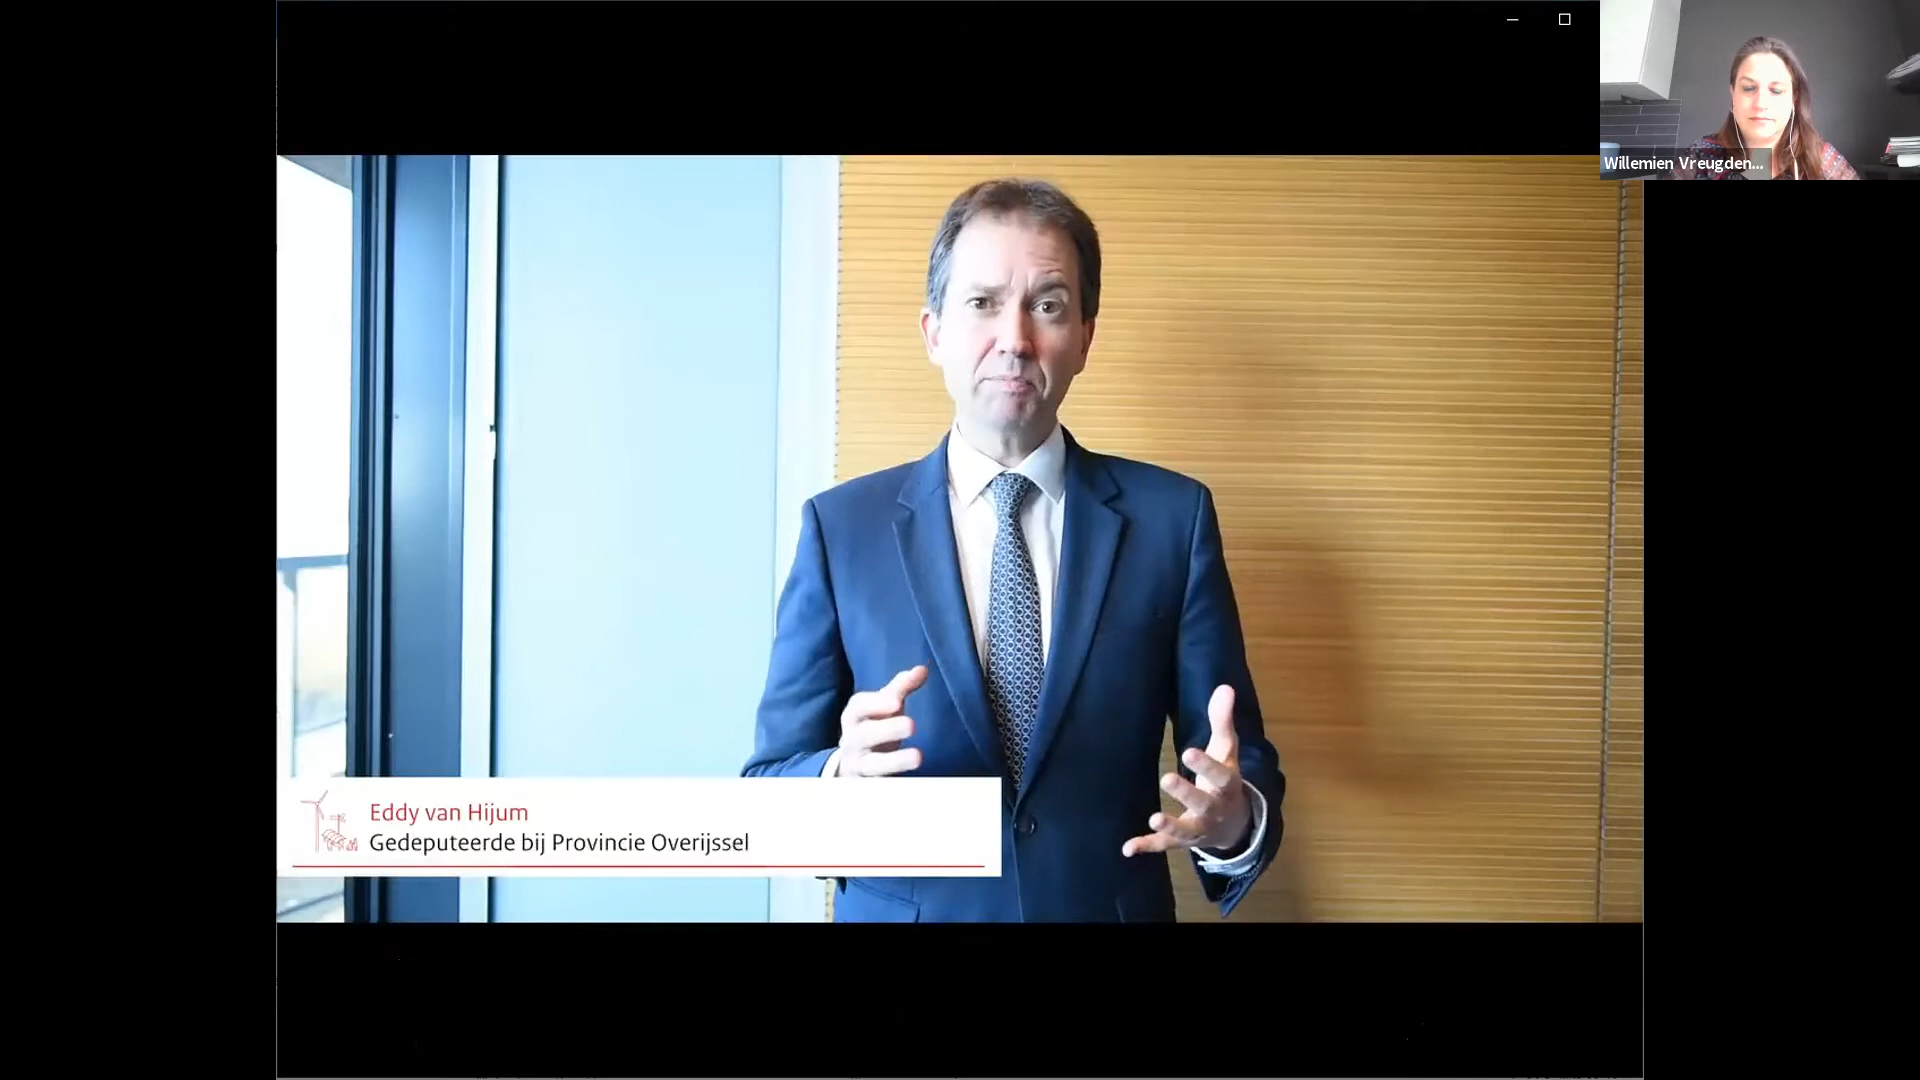 Willemien Vreugden...
Eddy van Hijum
Gedeputeerde bij Provincie Overijssel